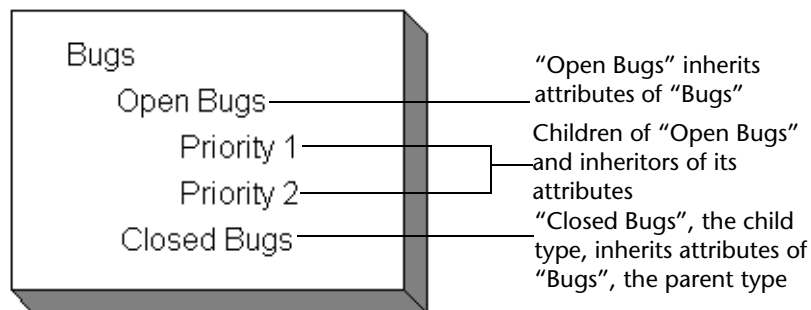 Bugs
Open Bugs
Priority 1
Priority 2
Closed Bugs
“Open Bugs” inherits
attributes of “Bugs”
Children of “Open Bugs”
and inheritors of its
attributes
“Closed Bugs”, the child
type, inherits attributes of
“Bugs”, the parent type